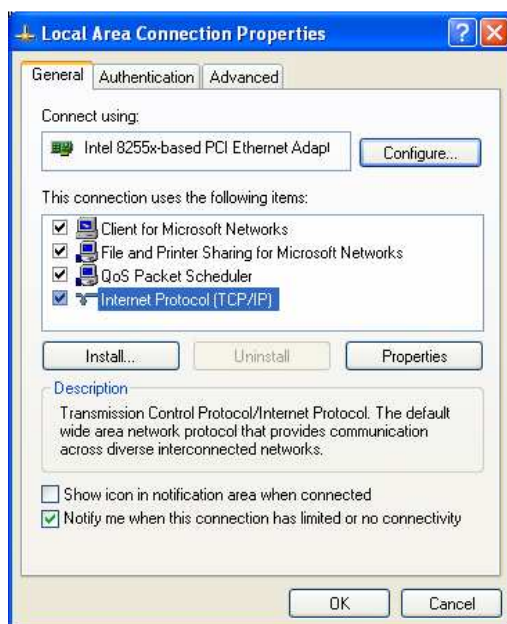 Local Area Connection Properties
General Authentication Advanced
Connect using:
Intel 8255x-based PCI Ethernet Adapt
Configure...
This connection uses the following items:
Client for Microsoft Networks
File and Printer Sharing for Microsoft Networks
QoS Packet Scheduler
Internet Protocol (TCP/IP)
Install... Uninstall Properties
Description
Transmission Control Protocol/Internet Protocol. The default
wide area network protocol that provides communication
across diverse interconnected networks.
Show icon in notification area when connected
Notify me when this connection has limited or no connectivity
OK Cancel